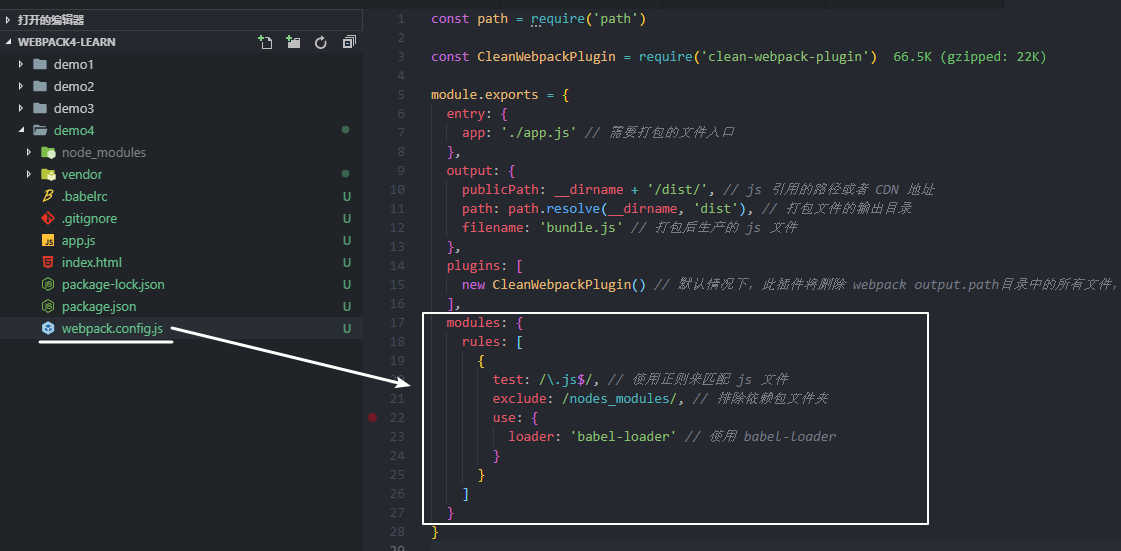 打开的编辑器
WEBPACK4-LEARN
demo1
demo2
demo3
demo4
node_modules
vendor
.babelrc U
.gitignore U
app.js U
index.html U
package-lock.json U
package.json U
webpack.config.js U
1 const path = require('path')
2
3 const CleanWebpackPlugin = require('clean-webpack-plugin') 66.5K (gzipped: 22K)
4
5 module.exports = {
6 entry: {
7 app: './app.js' // 需要打包的文件入口
8 },
9 output: {
10 publicPath: __dirname + '/dist/', // js 引用的路径或者 CDN 地址
11 path: path.resolve(__dirname, 'dist'), // 打包文件的输出目录
12 filename: 'bundle.js' // 打包后生产的 js 文件
13 },
14 plugins: [
15 new CleanWebpackPlugin() // 默认情况下，此插件将删除 webpack output.path目录中的所有文件，
16 ],
17 modules: {
18 rules: [
19 {
test: /\.js$/, // 使用正则来匹配 js 文件
21 exclude: /nodes_modules/, // 排除依赖包文件夹
22 use: {
23 loader: 'babel-loader' // 使用 babel-loader
24 }
25 }
26 ]
27 }
28 }